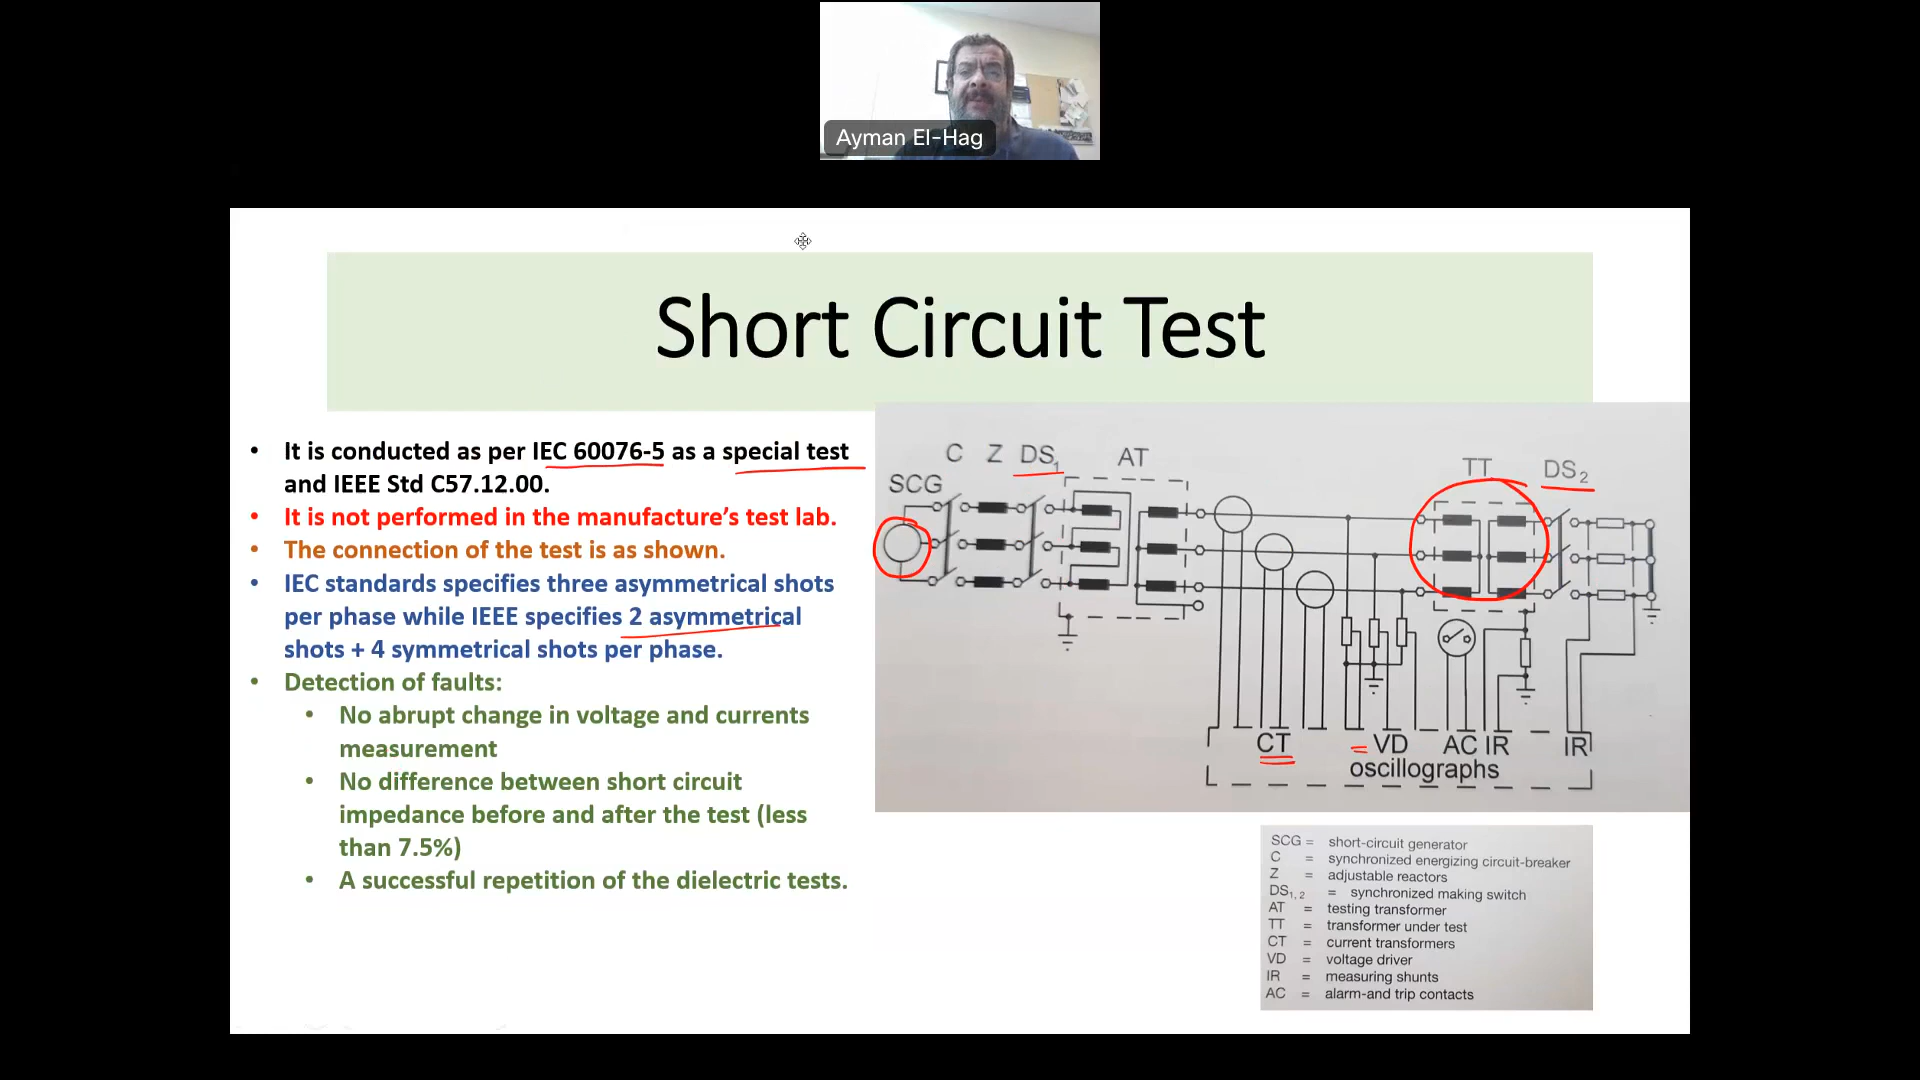 Ayman El-Hag
Short Circuit Test
• It is conducted as per IEC 60076-5 as a special test
and IEEE Std C57.12.00.
• It is not performed in the manufacture's test lab.
• The connection of the test is as shown.
• IEC standards specifies three asymmetrical shots
per phase while IEEE specifies 2 asymmetrical
shots + 4 symmetrical shots per phase.
• Detection of faults:
• No abrupt change in voltage and currents
measurement
• No difference between short circuit
impedance before and after the test (less
than 7.5%)
• A successful repetition of the dielectric tests.
C Z DS1 AT TT DS2
SCG
CT VD AC IR IR
oscillographs
SCG = short-circuit generator
C = synchronized energizing circuit-breaker
Z = adjustable reactors
DS1, 2 = synchronized making switch
AT = testing transformer
TT = transformer under test
CT = current transformers
VD = voltage driver
IR = measuring shunts
AC = alarm-and trip contacts